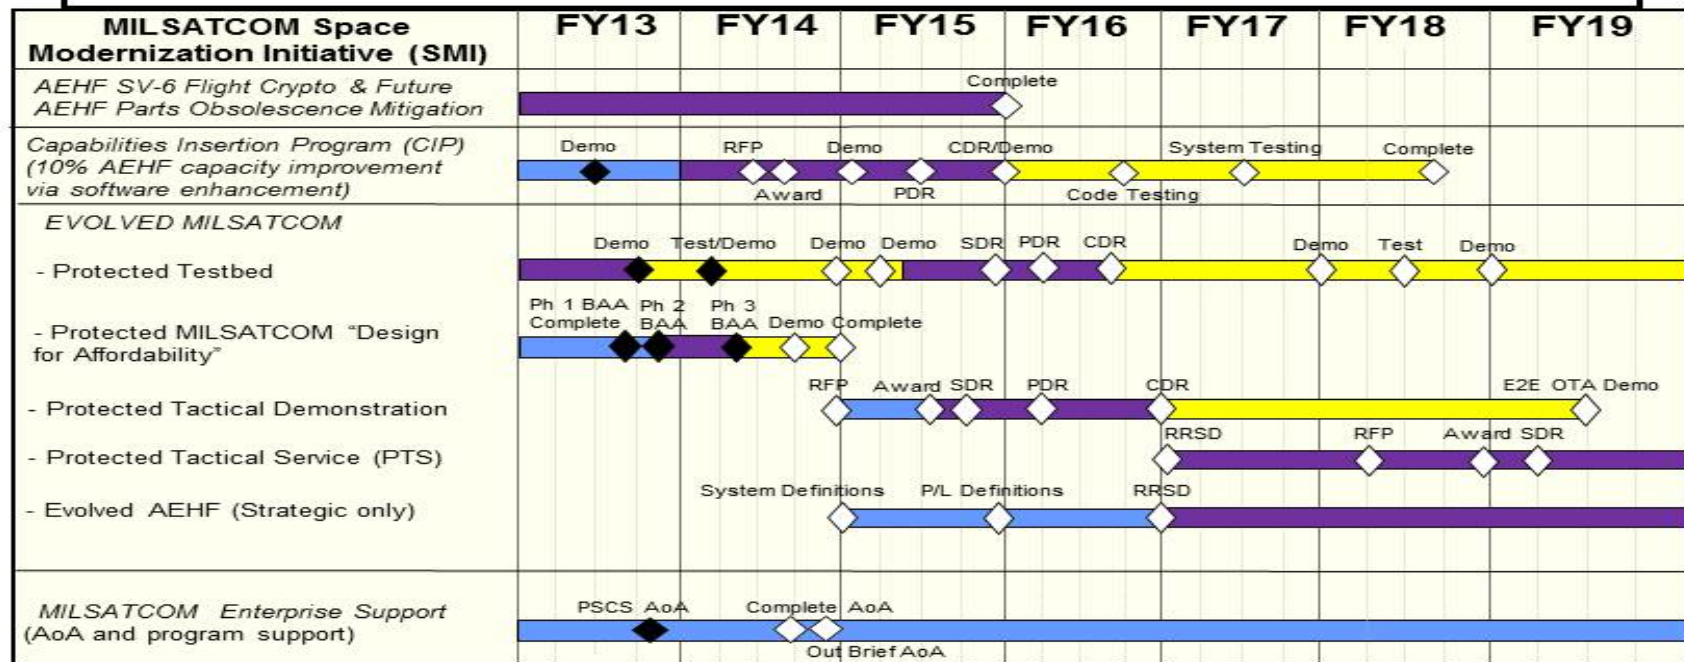 MILSATCOM Space
Modernization Initiative (SMI)
FY13 FY14 FY15 FY16 FY17 FY18 FY19
AEHF SV-6 Flight Crypto & Future
AEHF Parts Obsolescence Mitigation
Complete
Capabilities Insertion Program (CIP)
(10% AEHF capacity improvement
via software enhancement)
Demo RFP Demo CDR/Demo System Testing Complete
Award PDR Code Testing
EVOLVED MILSATCOM
Demo Test/Demo Demo Demo SDR PDR CDR Demo Test Demo
- Protected Testbed
Ph 1 BAA Ph 2 Ph 3
Complete BAA BAA Demo Complete
- Protected MILSATCOM “Design
for Affordability”
RFP Award SDR PDR CDR E2E OTA Demo
- Protected Tactical Demonstration
RRSD RFP Award SDR
- Protected Tactical Service (PTS)
System Definitions P/L Definitions RRSD
- Evolved AEHF (Strategic only)
MILSATCOM Enterprise Support
(AoA and program support)
PSCS AoA Complete AoA
Out Brief AoA